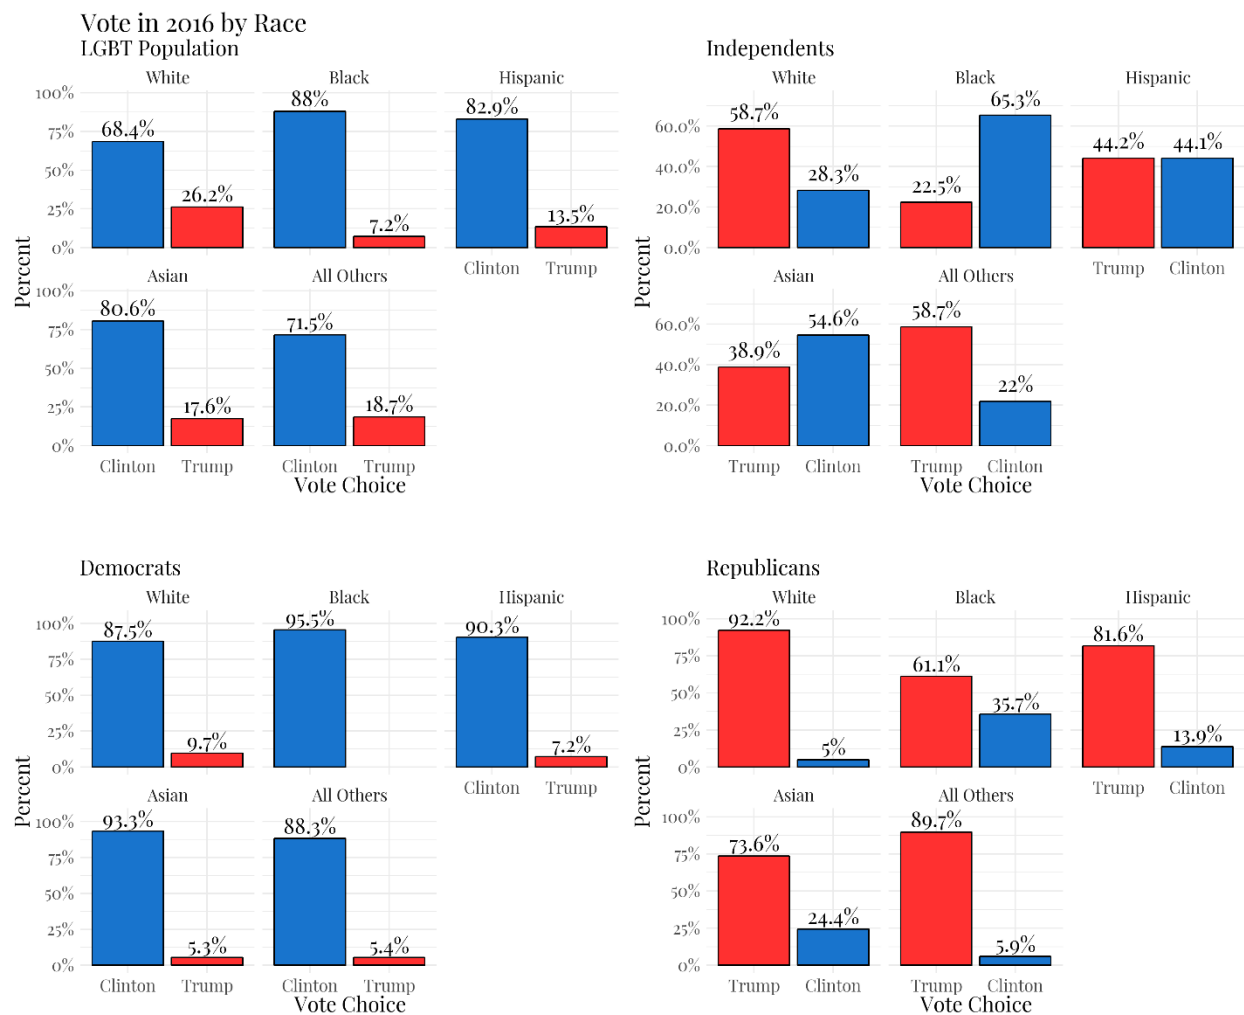 Vote in 2016 by Race
LGBT Population
White Black Hispanic
100%
75%
50%
25%
0%
68.4% 26.2% 88% 7.2% 82.9% 13.5%
Clinton Trump
Asian All Others
100%
75%
50%
25%
0%
80.6% 17.6% 71.5% 18.7%
Clinton Trump Clinton Trump
Percent
Vote Choice
Independents
White Black Hispanic
60.0%
40.0%
20.0%
0.0%
58.7% 28.3% 22.5% 65.3% 44.2% 44.1%
Trump Clinton
Asian All Others
60.0%
40.0%
20.0%
0.0%
38.9% 54.6% 58.7% 22%
Trump Clinton Trump Clinton
Percent
Vote Choice
Democrats
White Black Hispanic
100%
75%
50%
25%
0%
87.5% 9.7% 95.5% 90.3% 7.2%
Clinton Trump
Asian All Others
100%
75%
50%
25%
0%
93.3% 5.3% 88.3% 5.4%
Clinton Trump Clinton Trump
Percent
Vote Choice
Republicans
White Black Hispanic
100%
75%
50%
25%
0%
92.2% 5% 61.1% 35.7% 81.6% 13.9%
Trump Clinton
Asian All Others
100%
75%
50%
25%
0%
73.6% 24.4% 89.7% 5.9%
Trump Clinton Trump Clinton
Percent
Vote Choice